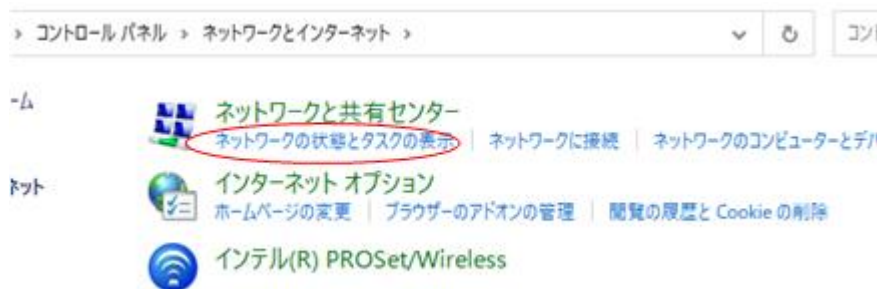 › コントロール パネル › ネットワークとインターネット ›
ネットワークと共有センター
ネットワークの状態とタスクの表示 | ネットワークに接続 | ネットワークのコンピューターとデバ
インターネット オプション
ホームページの変更 | ブラウザーのアドオンの管理 | 閲覧の履歴と Cookie の削除
インテル(R) PROSet/Wireless
ーム
ネット